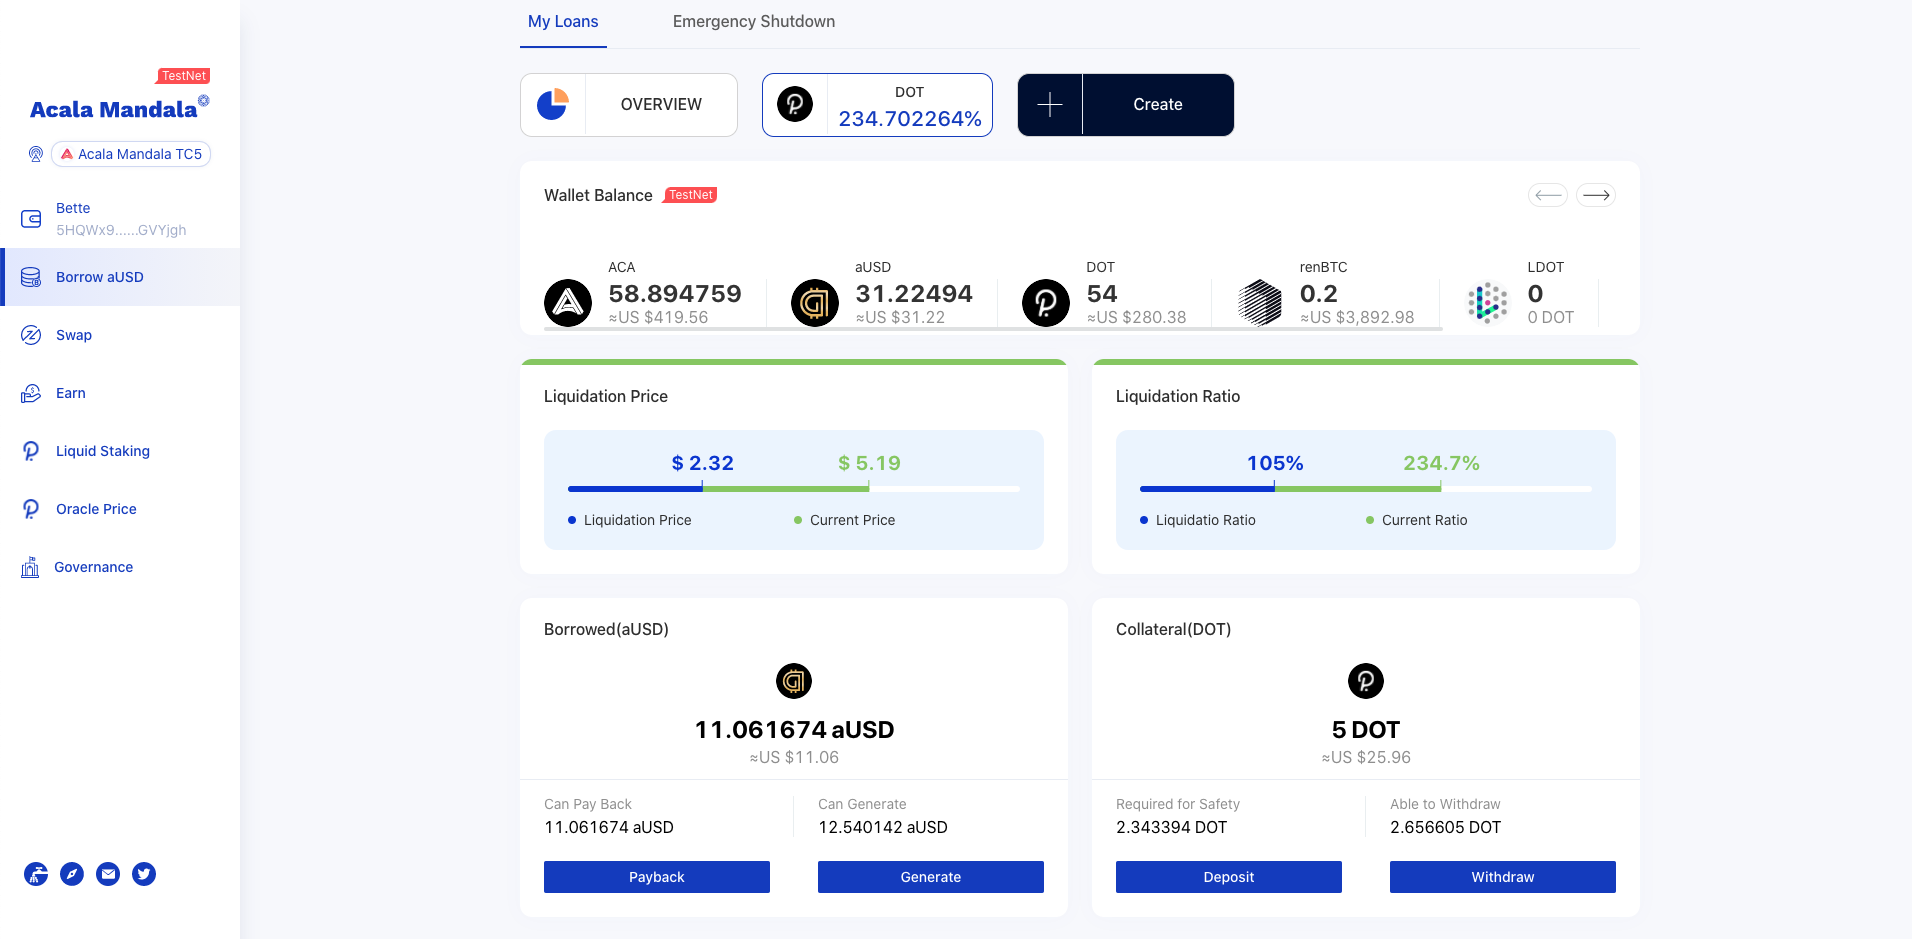 TestNet
Acala Mandala
Acala Mandala TC5
Bette
5HQWx9......GVYjgh
Borrow aUSD
Swap
Earn
Liquid Staking
Oracle Price
Governance
My Loans
Emergency Shutdown
OVERVIEW
DOT
234.702264%
Create
Wallet Balance
TestNet
ACA
58.894759
≈US $419.56
aUSD
31.22494
≈US $31.22
DOT
54
≈US $280.38
renBTC
0.2
≈US $3,892.98
LDOT
0
0 DOT
Liquidation Price
$ 2.32
$ 5.19
Liquidation Price
Current Price
Liquidation Ratio
105%
234.7%
Liquidatio Ratio
Current Ratio
Borrowed(aUSD)
11.061674 aUSD
≈US $11.06
Can Pay Back
11.061674 aUSD
Can Generate
12.540142 aUSD
Payback
Generate
Collateral(DOT)
5 DOT
≈US $25.96
Required for Safety
2.343394 DOT
Able to Withdraw
2.656605 DOT
Deposit
Withdraw